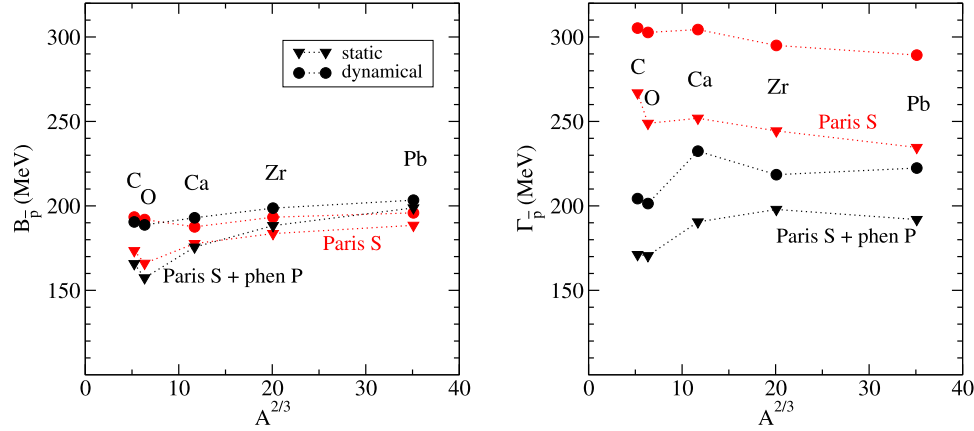 300
250
200
150
B_p̄ (MeV)
static
dynamical
C
O
Ca
Zr
Pb
Paris S
Paris S + phen P
0
10
20
30
40
A^{2/3}
300
250
200
150
Γ_p̄ (MeV)
C
O
Ca
Zr
Pb
Paris S
Paris S + phen P
0
10
20
30
40
A^{2/3}